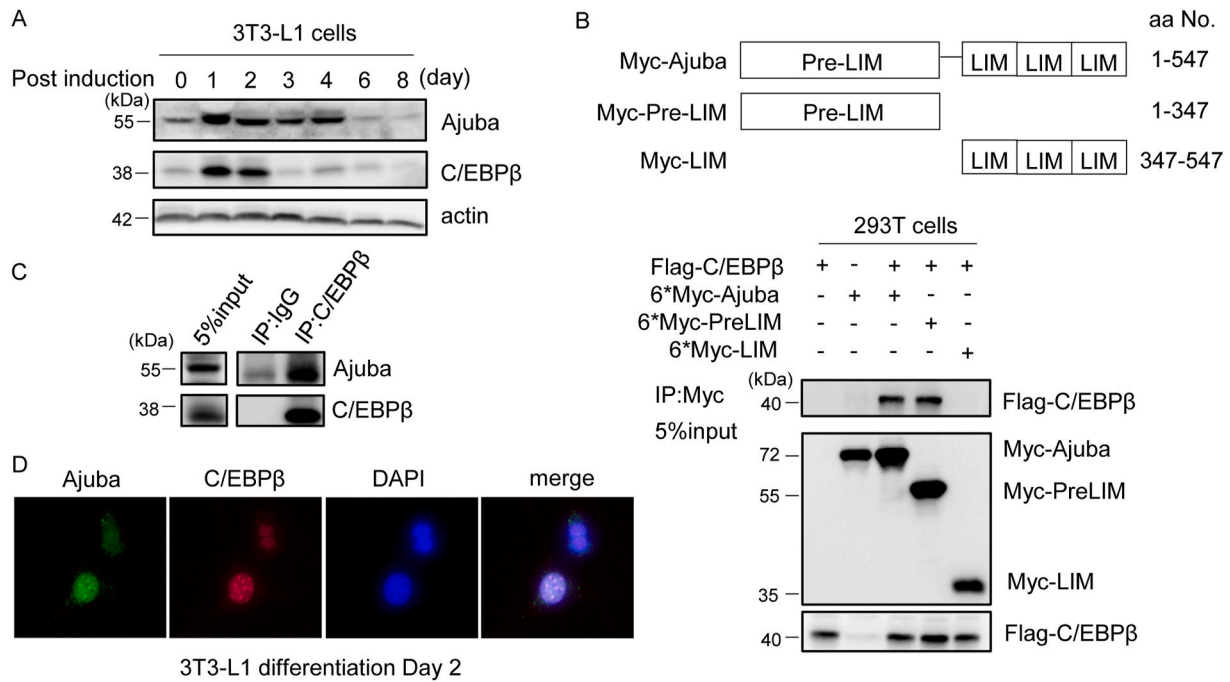 A
3T3-L1 cells
Post induction 0 1 2 3 4 6 8 (day)
(kDa)
55 Ajuba
38 C/EBPβ
42 actin
B
aa No.
Myc-Ajuba Pre-LIM LIM LIM LIM 1-547
Myc-Pre-LIM Pre-LIM 1-347
Myc-LIM LIM LIM LIM 347-547
293T cells
Flag-C/EBPβ + - + + +
6*Myc-Ajuba - + + - -
6*Myc-PreLIM - - - + -
6*Myc-LIM - - - - +
(kDa)
IP:Myc 40 Flag-C/EBPβ
5%input
72 Myc-Ajuba
55 Myc-PreLIM
35 Myc-LIM
40 Flag-C/EBPβ
C
5%input IP:IgG IP:C/EBPβ
(kDa)
55 Ajuba
38 C/EBPβ
D
Ajuba C/EBPβ DAPI merge
3T3-L1 differentiation Day 2